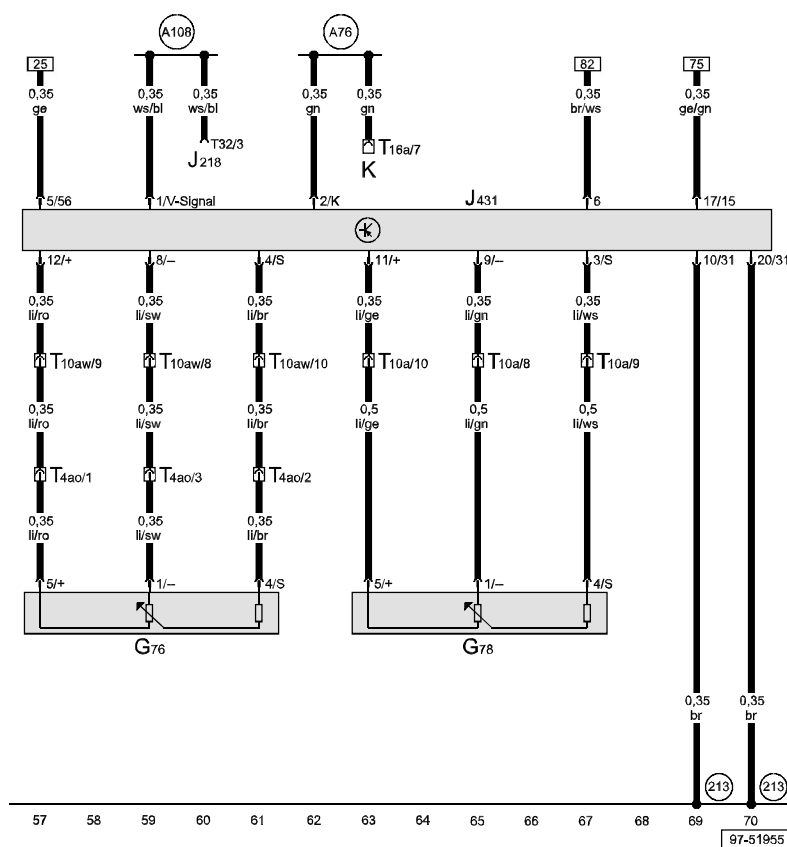 A108 A76
25 82 75
0,35 0,35 0,35 0,35 0,35 0,35 0,35
ge ws/bl ws/bl gn gn br/ws ge/gn
T32/3 T16a/7
J218 K
5/56 1/V-Signal 2/K J431 6 17/15
12/+ 8/-- 4/S 11/+ 9/-- 3/S 10/31 20/31
0,35 0,35 0,35 0,35 0,35 0,35
li/ro li/sw li/br li/ge li/gn li/ws
T10aw/9 T10aw/8 T10aw/10 T10a/10 T10a/8 T10a/9
0,35 0,35 0,35 0,5 0,5 0,5
li/ro li/sw li/br li/ge li/gn li/ws
T4ao/1 T4ao/3 T4ao/2
0,35 0,35 0,35
li/ro li/sw li/br
5/+ 1/-- 4/S 5/+ 1/-- 4/S
G76 G78
0,35 0,35
br br
213 213
57 58 59 60 61 62 63 64 65 66 67 68 69 70
97-51955